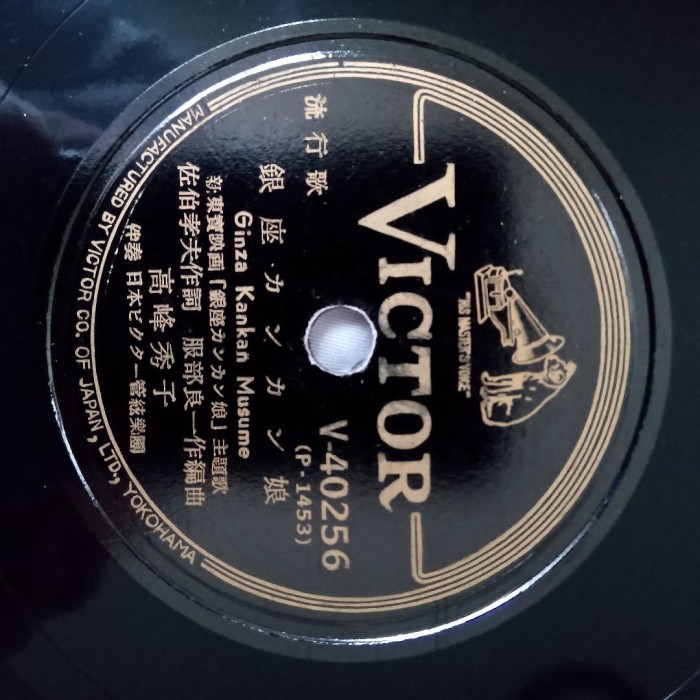 "HIS MASTER'S VOICE"
VICTOR
流行歌
V-40256
(P-1453)
銀座カンカン娘
Ginza Kankan Musume
新東寶映画「銀座カンカン娘」主題歌
佐伯孝夫作詞 服部良一作編曲
高峰秀子
伴奏 日本ビクター管絃樂團
MANUFACTURED BY VICTOR CO. OF JAPAN, LTD., YOKOHAMA